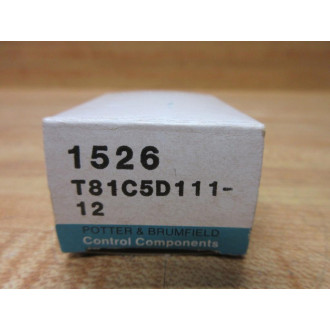 1526
T81C5D111-
12
POTTER & BRUMFIELD
Control Components